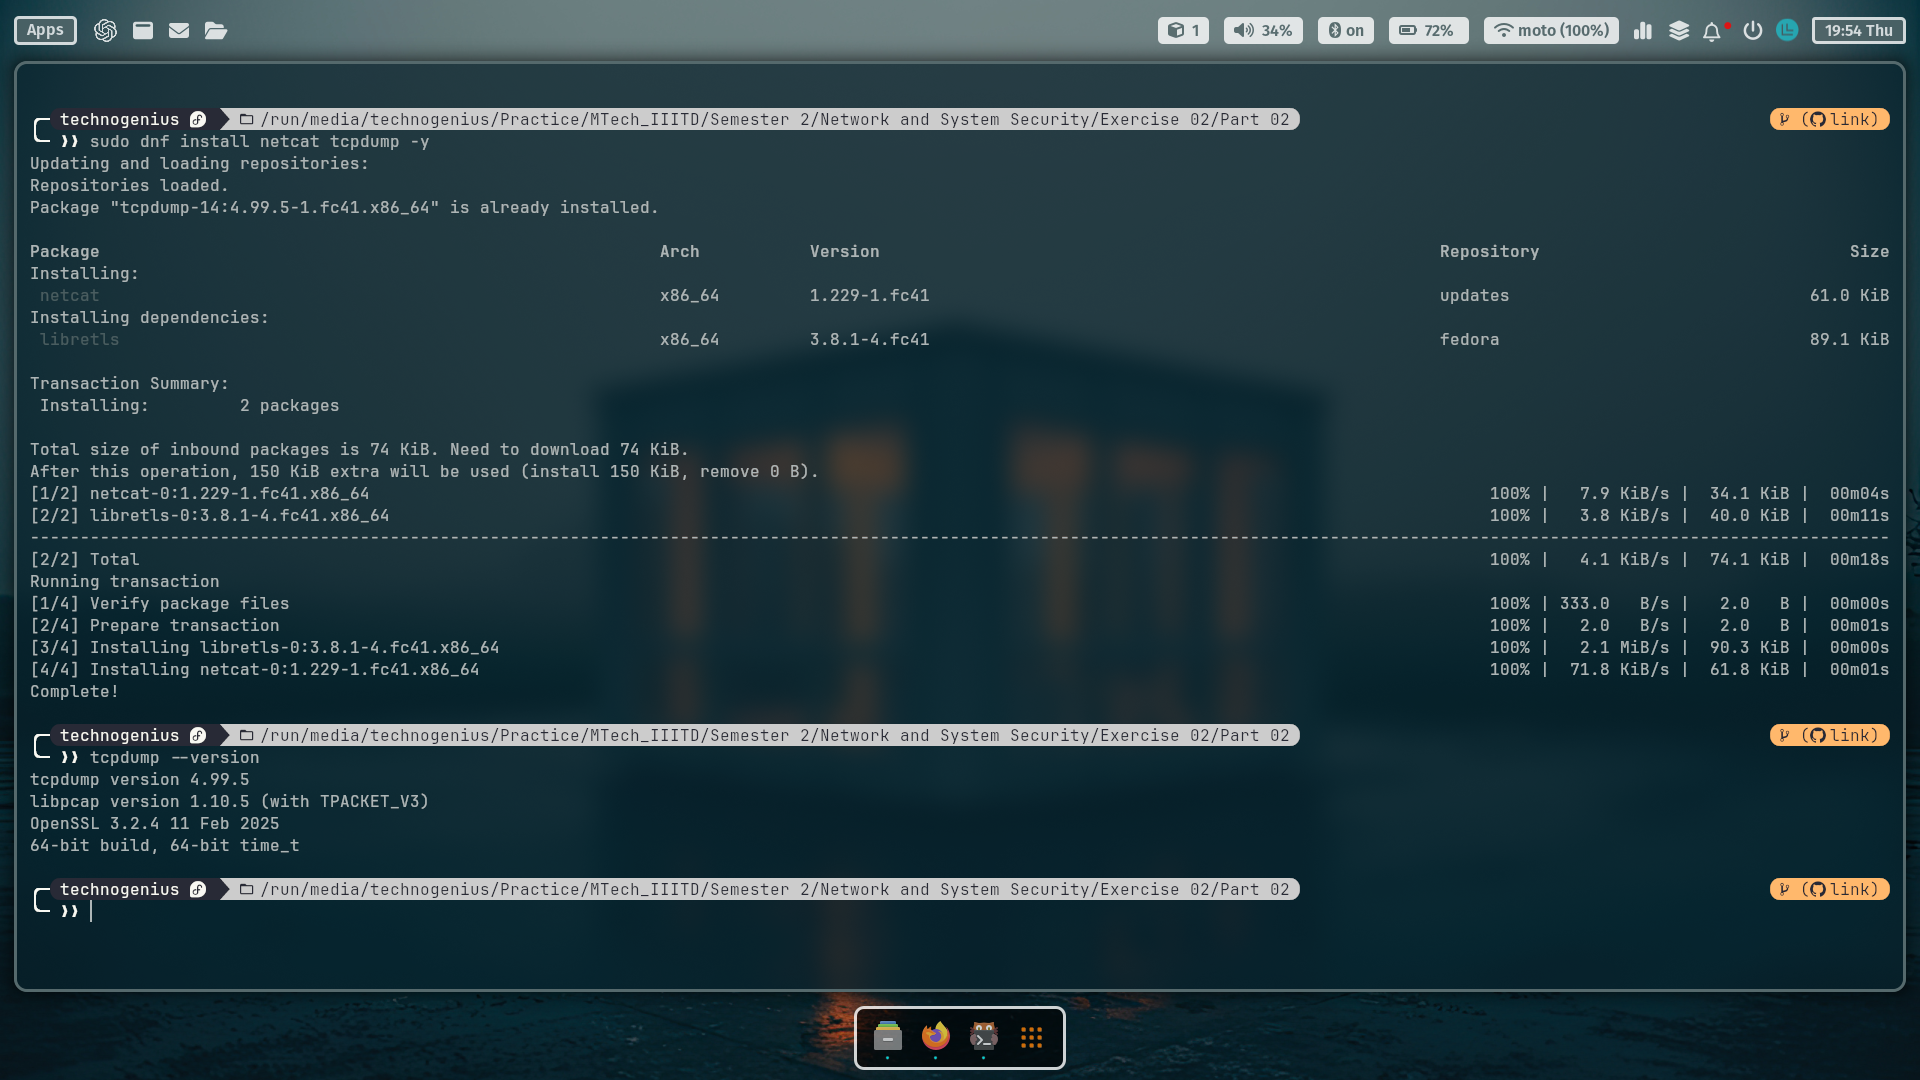 Apps 1 34% on 72% moto (100%) 19:54 Thu
technogenius /run/media/technogenius/Practice/MTech_IIITD/Semester 2/Network and System Security/Exercise 02/Part 02 (link)
❯❯ sudo dnf install netcat tcpdump -y
Updating and loading repositories:
Repositories loaded.
Package "tcpdump-14:4.99.5-1.fc41.x86_64" is already installed.
Package Arch Version Repository Size
Installing:
netcat x86_64 1.229-1.fc41 updates 61.0 KiB
Installing dependencies:
libretls x86_64 3.8.1-4.fc41 fedora 89.1 KiB
Transaction Summary:
Installing: 2 packages
Total size of inbound packages is 74 KiB. Need to download 74 KiB.
After this operation, 150 KiB extra will be used (install 150 KiB, remove 0 B).
[1/2] netcat-0:1.229-1.fc41.x86_64 100% | 7.9 KiB/s | 34.1 KiB | 00m04s
[2/2] libretls-0:3.8.1-4.fc41.x86_64 100% | 3.8 KiB/s | 40.0 KiB | 00m11s
------------------------------------------------------------------------------------------
[2/2] Total 100% | 4.1 KiB/s | 74.1 KiB | 00m18s
Running transaction
[1/4] Verify package files 100% | 333.0 B/s | 2.0 B | 00m00s
[2/4] Prepare transaction 100% | 2.0 B/s | 2.0 B | 00m01s
[3/4] Installing libretls-0:3.8.1-4.fc41.x86_64 100% | 2.1 MiB/s | 90.3 KiB | 00m00s
[4/4] Installing netcat-0:1.229-1.fc41.x86_64 100% | 71.8 KiB/s | 61.8 KiB | 00m01s
Complete!
technogenius /run/media/technogenius/Practice/MTech_IIITD/Semester 2/Network and System Security/Exercise 02/Part 02 (link)
❯❯ tcpdump --version
tcpdump version 4.99.5
libpcap version 1.10.5 (with TPACKET_V3)
OpenSSL 3.2.4 11 Feb 2025
64-bit build, 64-bit time_t
technogenius /run/media/technogenius/Practice/MTech_IIITD/Semester 2/Network and System Security/Exercise 02/Part 02 (link)
❯❯